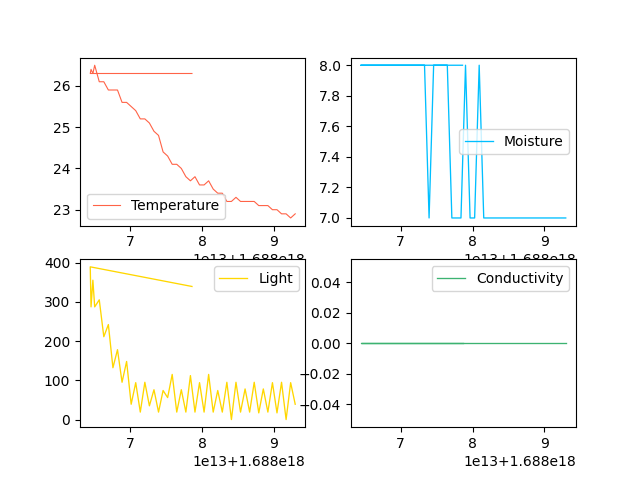 26
25
24
23
Temperature
7 8 9
1e13+1.688e18
8.0
7.8
7.6
7.4
7.2
7.0
Moisture
7 8 9
1e13+1.688e18
400
300
200
100
0
Light
7 8 9
1e13+1.688e18
0.04
0.02
0.00
−0.02
−0.04
Conductivity
7 8 9
1e13+1.688e18